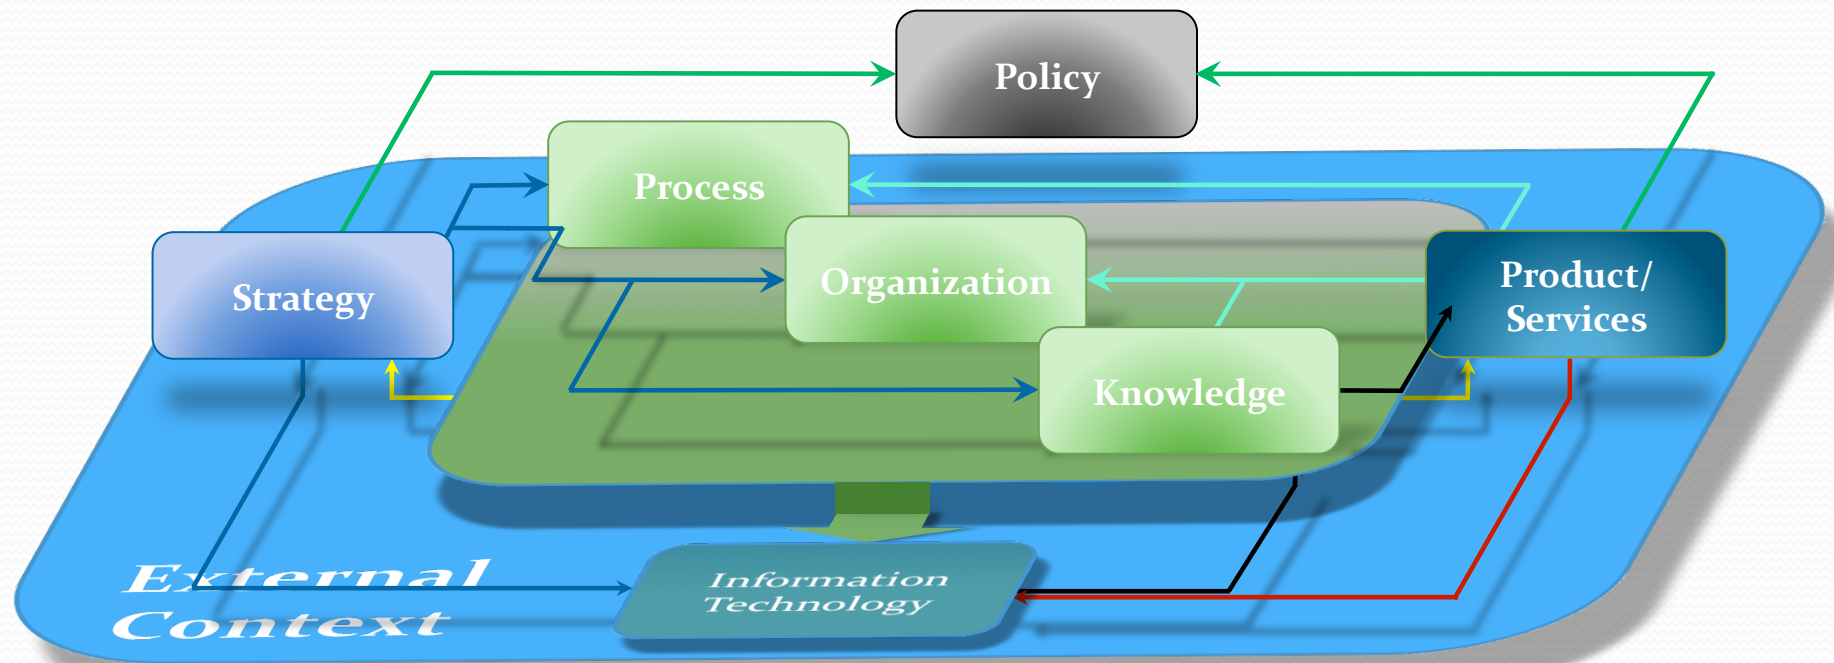 Policy
Process
Organization
Strategy
Product/
Services
Knowledge
Information
Technology
External
Context